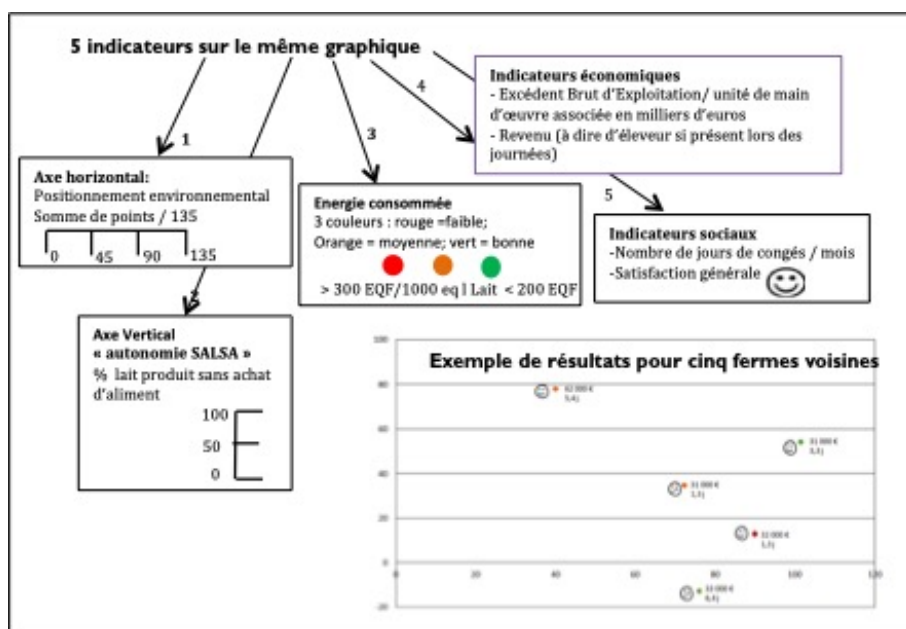 5 indicateurs sur le même graphique
1
Axe horizontal:
Positionnement environnemental
Somme de points / 135
0 45 90 135
2
Axe Vertical
« autonomie SALSA »
% lait produit sans achat
d'aliment
100
50
0
3
Energie consommée
3 couleurs : rouge =faible;
Orange = moyenne; vert = bonne
> 300 EQF/1000 eq l Lait < 200 EQF
4
Indicateurs économiques
- Excédent Brut d'Exploitation/ unité de main
d'œuvre associée en milliers d'euros
- Revenu (à dire d'éleveur si présent lors des
journées)
5
Indicateurs sociaux
-Nombre de jours de congés / mois
-Satisfaction générale
Exemple de résultats pour cinq fermes voisines
100
80
60
40
20
0
-20
0 20 40 60 80 100 120